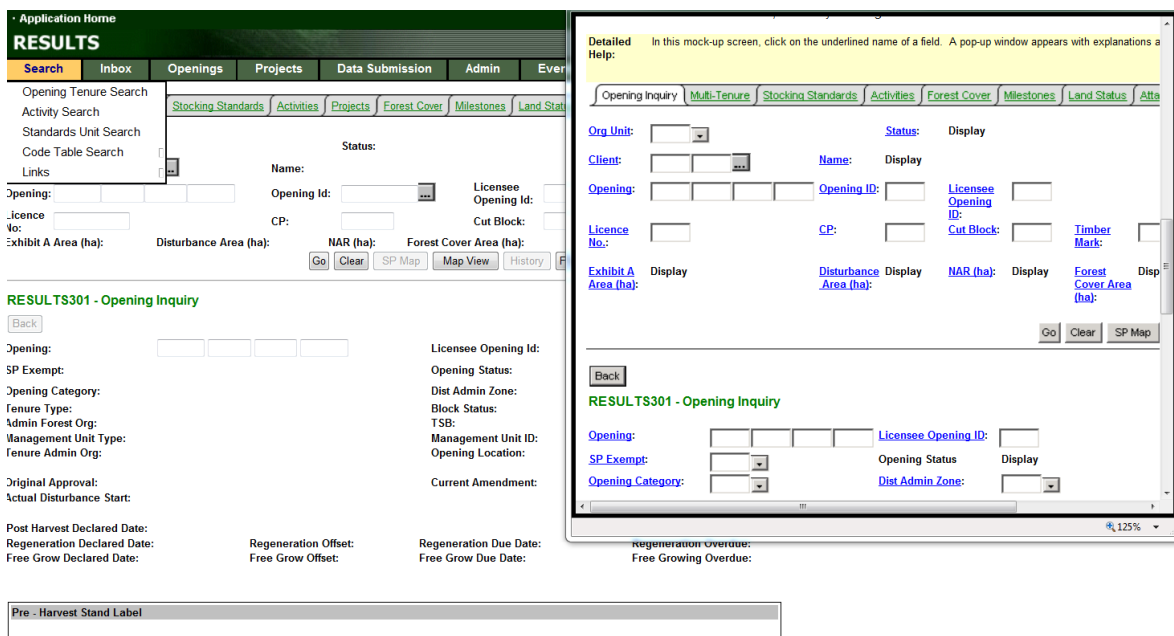 · Application Home
RESULTS
Search Inbox Openings Projects Data Submission Admin
Opening Tenure Search
Activity Search
Standards Unit Search
Code Table Search
Links
Stocking Standards Activities Projects Forest Cover Milestones
Status:
Name:
Opening: Opening Id: Licensee Opening Id:
Licence No: CP: Cut Block:
Exhibit A Area (ha): Disturbance Area (ha): NAR (ha): Forest Cover Area (ha):
Go Clear SP Map Map View History
RESULTS301 - Opening Inquiry
Back
Opening: Licensee Opening Id:
SP Exempt: Opening Status:
Opening Category: Dist Admin Zone:
Tenure Type: Block Status:
Admin Forest Org: TSB:
Management Unit Type: Management Unit ID:
Tenure Admin Org: Opening Location:
Original Approval: Current Amendment:
Actual Disturbance Start:
Post Harvest Declared Date:
Regeneration Declared Date: Regeneration Offset: Regeneration Due Date: Regeneration Overdue:
Free Grow Declared Date: Free Grow Offset: Free Grow Due Date: Free Growing Overdue:
Pre - Harvest Stand Label
Detailed Help: In this mock-up screen, click on the underlined name of a field. A pop-up window appears with explanations a
Opening Inquiry Multi-Tenure Stocking Standards Activities Forest Cover Milestones Land Status
Org Unit: Status: Display
Client: ... Name: Display
Opening: Opening ID: Licensee Opening ID:
Licence No.: CP: Cut Block: Timber Mark:
Exhibit A Area (ha): Display Disturbance Area (ha): Display NAR (ha): Display Forest Cover Area (ha): Disp
Go Clear SP Map
Back
RESULTS301 - Opening Inquiry
Opening: Licensee Opening ID:
SP Exempt: Opening Status Display
Opening Category: Dist Admin Zone:
125%